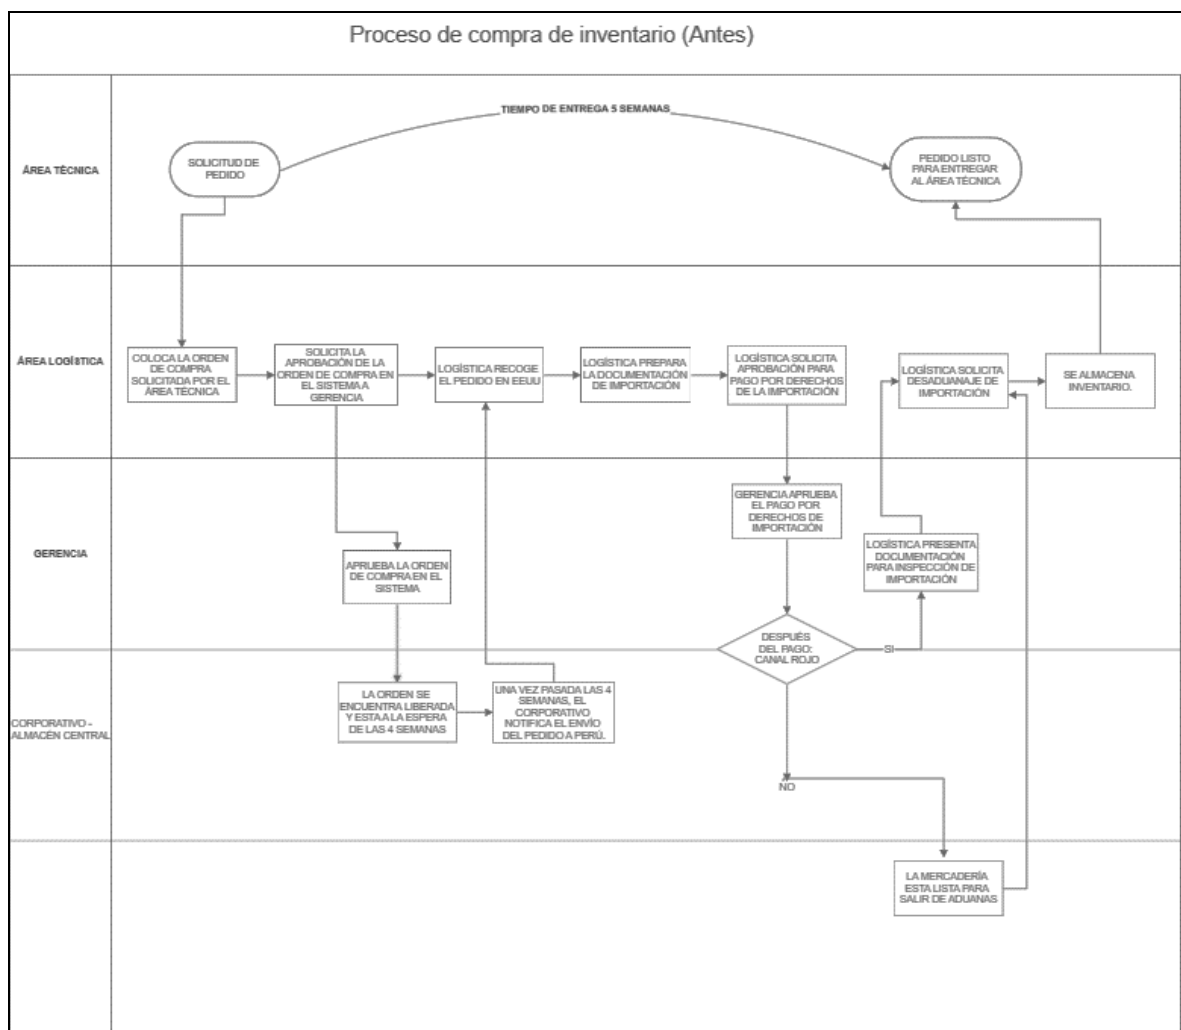 Proceso de compra de inventario (Antes)
TIEMPO DE ENTREGA 5 SEMANAS
ÁREA TÉCNICA
SOLICITUD DE
PEDIDO
PEDIDO LISTO
PARA ENTREGAR
AL ÁREA TÉCNICA
ÁREA LOGÍSTICA
COLOCA LA ORDEN
DE COMPRA
SOLICITADA POR EL
ÁREA TÉCNICA
SOLICITA LA
APROBACIÓN DE LA
ORDEN DE COMPRA EN
EL SISTEMA A
GERENCIA
LOGÍSTICA RECOGE
EL PEDIDO EN EEUU
LOGÍSTICA PREPARA
LA DOCUMENTACIÓN
DE IMPORTACIÓN
LOGÍSTICA SOLICITA
APROBACIÓN PARA
PAGO POR DERECHOS
DE LA IMPORTACIÓN
LOGÍSTICA SOLICITA
DESADUANAJE DE
IMPORTACIÓN
SE ALMACENA
INVENTARIO.
GERENCIA
APRUEBA LA ORDEN
DE COMPRA EN EL
SISTEMA
GERENCIA APRUEBA
EL PAGO POR
DERECHOS DE
IMPORTACIÓN
LOGÍSTICA PRESENTA
DOCUMENTACIÓN
PARA INSPECCIÓN DE
IMPORTACIÓN
DESPUÉS
DEL PAGO:
CANAL ROJO
SI
CORPORATIVO -
ALMACÉN CENTRAL
LA ORDEN SE
ENCUENTRA LIBERADA
Y ESTA A LA ESPERA
DE LAS 4 SEMANAS
UNA VEZ PASADA LAS 4
SEMANAS, EL
CORPORATIVO
NOTIFICA EL ENVÍO
DEL PEDIDO A PERÚ.
NO
LA MERCADERÍA
ESTA LISTA PARA
SALIR DE ADUANAS